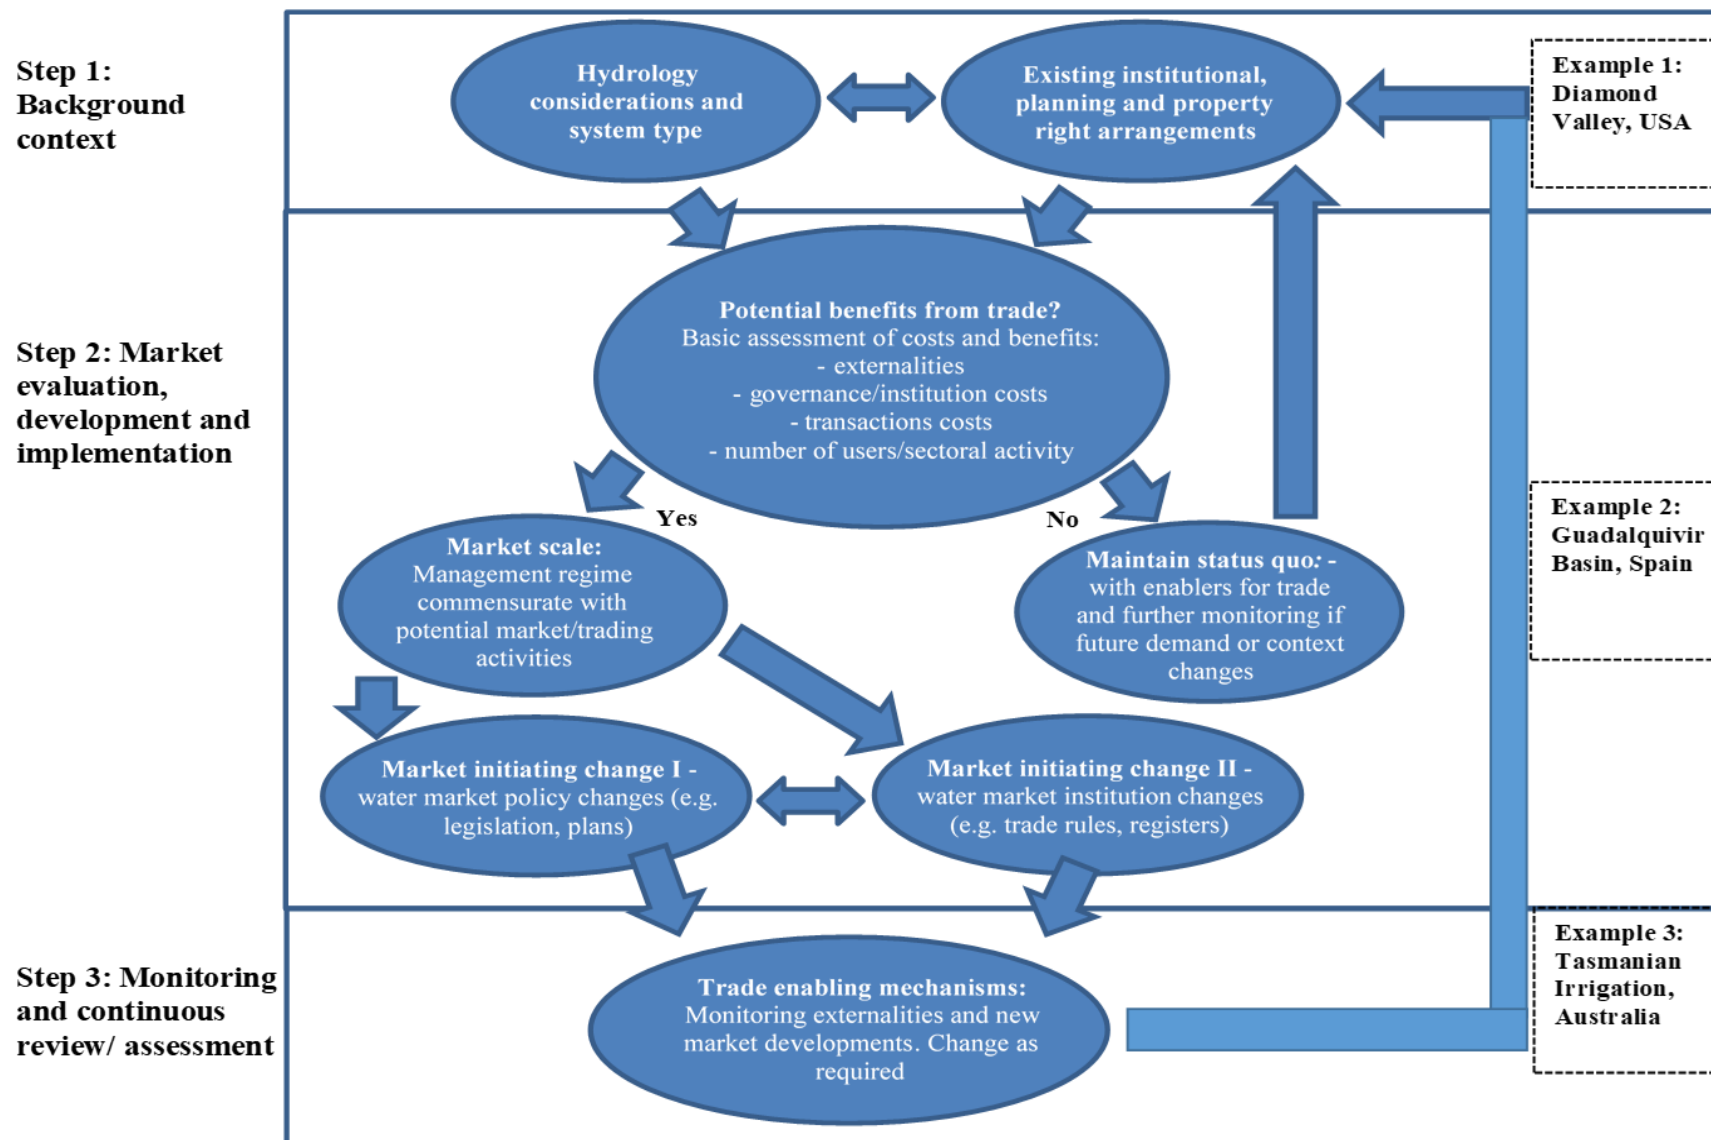 Step 1:
Background
context
Hydrology
considerations and
system type
Existing institutional,
planning and property
right arrangements
Example 1:
Diamond
Valley, USA
Step 2: Market
evaluation,
development and
implementation
Potential benefits from trade?
Basic assessment of costs and benefits:
- externalities
- governance/institution costs
- transactions costs
- number of users/sectoral activity
Yes
No
Market scale:
Management regime
commensurate with
potential market/trading
activities
Maintain status quo: -
with enablers for trade
and further monitoring if
future demand or context
changes
Example 2:
Guadalquivir
Basin, Spain
Market initiating change I -
water market policy changes (e.g.
legislation, plans)
Market initiating change II -
water market institution changes
(e.g. trade rules, registers)
Step 3: Monitoring
and continuous
review/ assessment
Trade enabling mechanisms:
Monitoring externalities and new
market developments. Change as
required
Example 3:
Tasmanian
Irrigation,
Australia